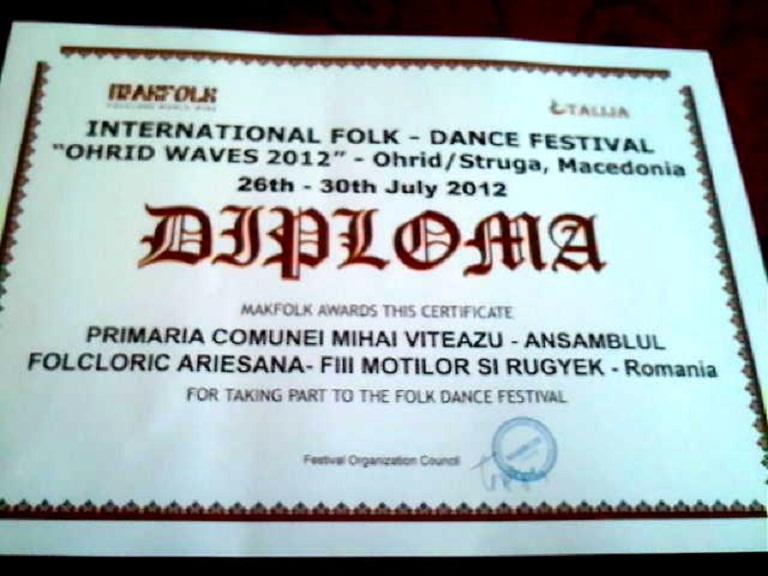 MAKFOLK
TALIJA
INTERNATIONAL FOLK - DANCE FESTIVAL
"OHRID WAVES 2012" - Ohrid/Struga, Macedonia
26th - 30th July 2012
DIPLOMA
MAKFOLK AWARDS THIS CERTIFICATE
PRIMARIA COMUNEI MIHAI VITEAZU - ANSAMBLUL
FOLCLORIC ARIESANA- FIII MOTILOR SI RUGYEK - Romania
FOR TAKING PART TO THE FOLK DANCE FESTIVAL
Festival Organization Council